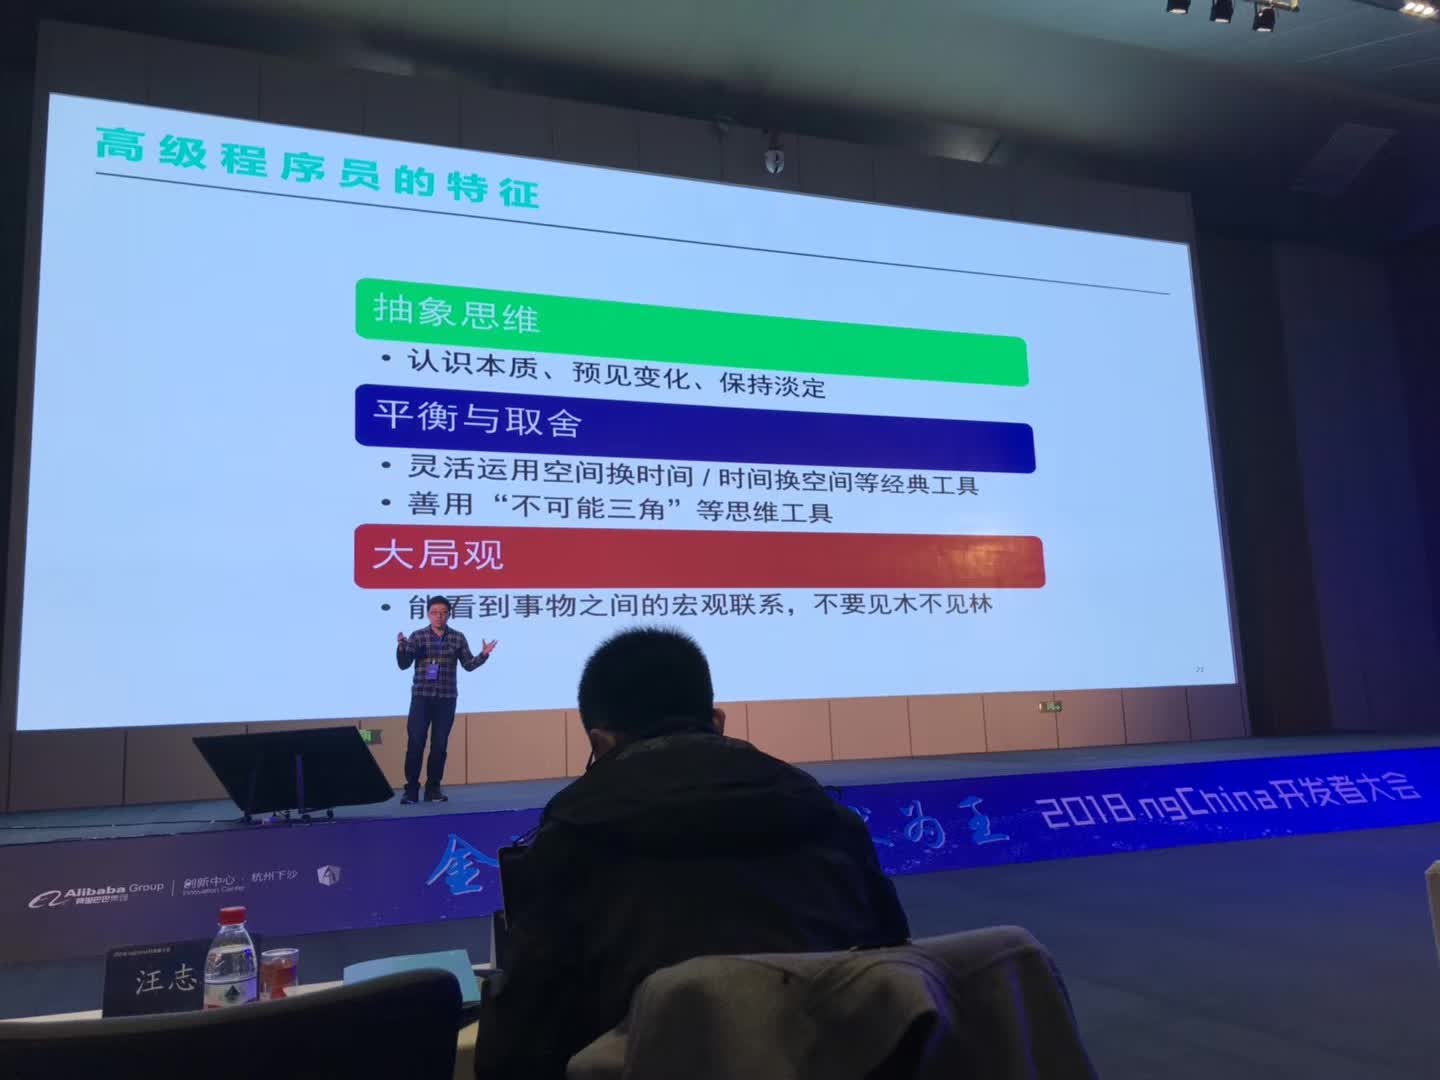 高级程序员的特征
抽象思维
• 认识本质、预见变化、保持淡定
平衡与取舍
• 灵活运用空间换时间 / 时间换空间等经典工具
• 善用“不可能三角”等思维工具
大局观
• 能看到事物之间的宏观联系，不要见木不见林
为王
2018 ngChina开发者大会
Alibaba Group
阿里巴巴集团
创新中心·杭州下沙
Innovation Center
汪志